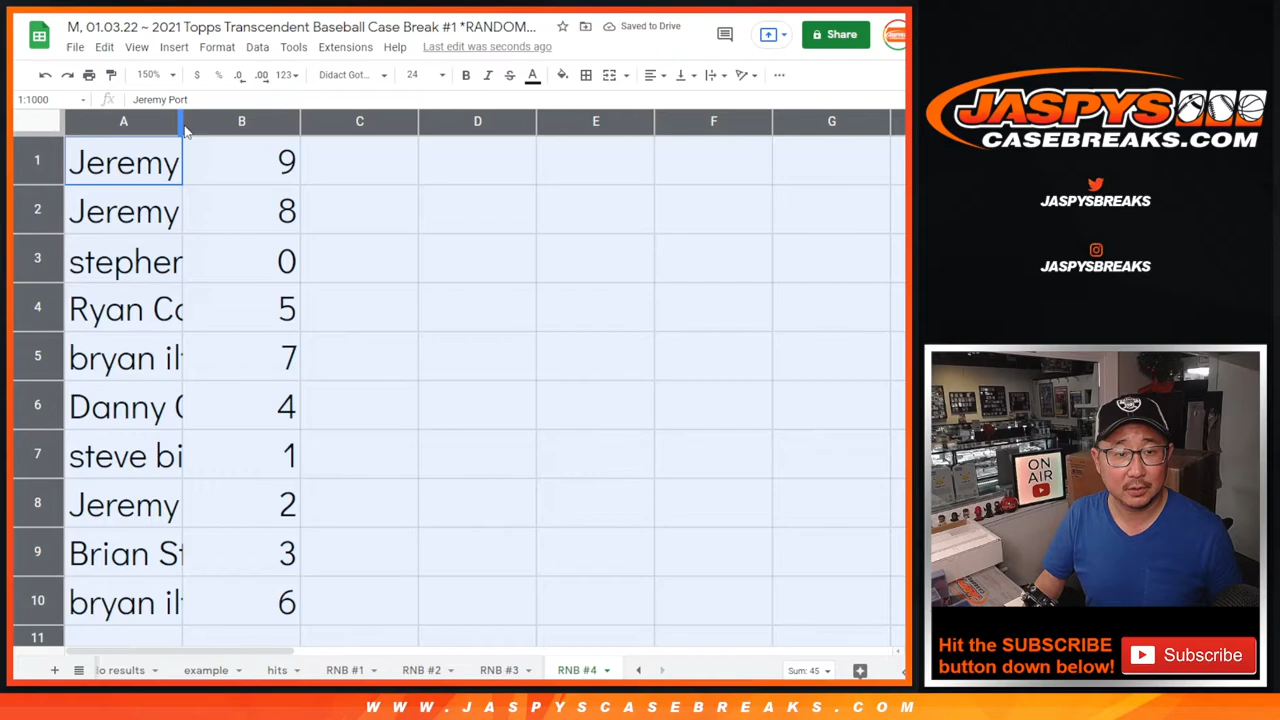 M, 01.03.22 ~ 2021 Topps Transcendent Baseball Case Break #1 *RANDOM...
Saved to Drive
Share
File Edit View Insert Format Data Tools Extensions Help Last edit was seconds ago
150% $ % .0 .00 123 Didact Got... 24 B I S A
1:1000 fx Jeremy Port
A B C D E F G
1 Jeremy 9
2 Jeremy 8
3 stepher 0
4 Ryan Co 5
5 bryan il 7
6 Danny 4
7 steve bi 1
8 Jeremy 2
9 Brian St 3
10 bryan il 6
11
lo results example hits RNB #1 RNB #2 RNB #3 RNB #4 Sum: 45
JASPYS
CASEBREAKS.COM
JASPYSBREAKS
JASPYSBREAKS
ON
AIR
Hit the SUBSCRIBE
button down below!
Subscribe
WWW.JASPYSCASEBREAKS.COM